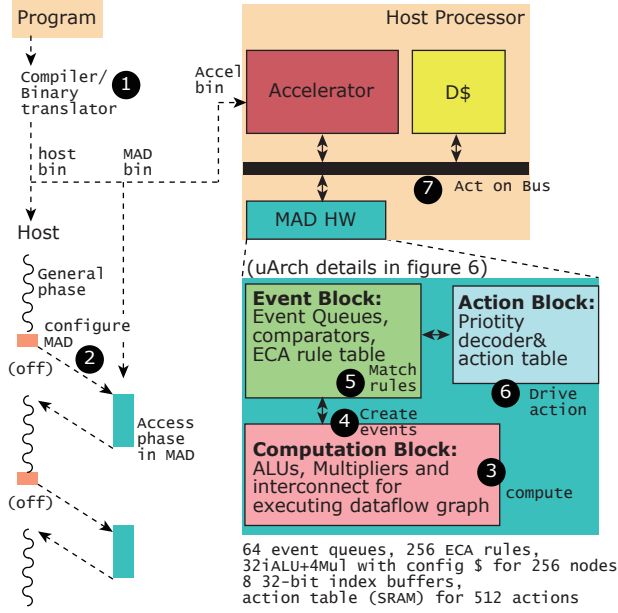 Program
Compiler/
Binary
translator
1
host
bin
MAD
bin
Accel
bin
Host
General
phase
configure
MAD
2
(off)
Access
phase
in MAD
(off)
Host Processor
Accelerator
D$
7
Act on Bus
MAD HW
(uArch details in figure 6)
Event Block:
Event Queues,
comparators,
ECA rule table
5
Match
rules
Action Block:
Priotity
decoder&
action table
6
Drive
action
4
Create
events
Computation Block:
ALUs, Multipliers and
interconnect for
executing dataflow graph
3
compute
64 event queues, 256 ECA rules,
32iALU+4Mul with config $ for 256 nodes
8 32-bit index buffers,
action table (SRAM) for 512 actions